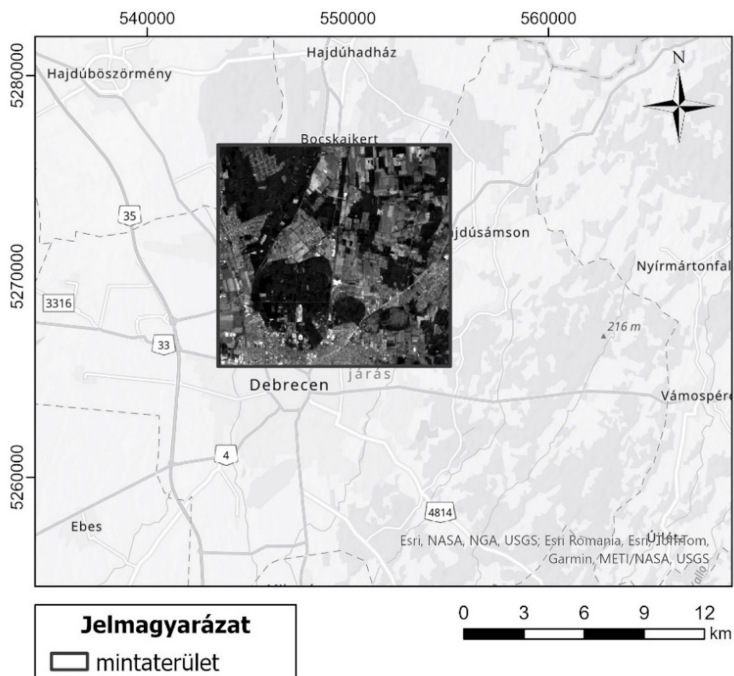 540000 550000 560000
5280000
5270000
5260000
N
Hajdúhadház
Hajdúböszörmény
Bocskaikert
35
jdúsámson
Nyírmártonfal
3316
216 m
33
járás
Debrecen
Vámospérc
4
4814
Ebes
Esri, NASA, NGA, USGS; Esri Romania, Esri, TomTom,
Garmin, METI/NASA, USGS
Jelmagyarázat
mintaterület
0 3 6 9 12
km